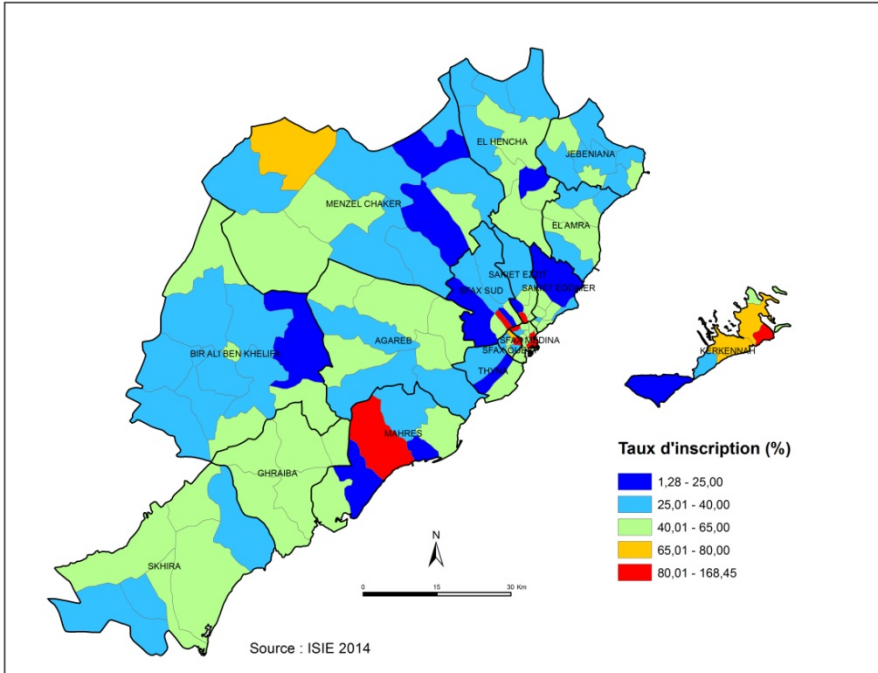 EL HENCHA
JEBENIANA
MENZEL CHAKER
EL AMRA
SAKIET EZZIT
SFAX SUD
SAKIET EDDAIER
BIR ALI BEN KHELIFA
AGAREB
SFAX MEDINA
SFAX OUEST
THYNA
KERKENNAH
MAHRES
GHRAIBA
SKHIRA
N
0 15 30 Km
Taux d'inscription (%)
1,28 - 25,00
25,01 - 40,00
40,01 - 65,00
65,01 - 80,00
80,01 - 168,45
Source : ISIE 2014